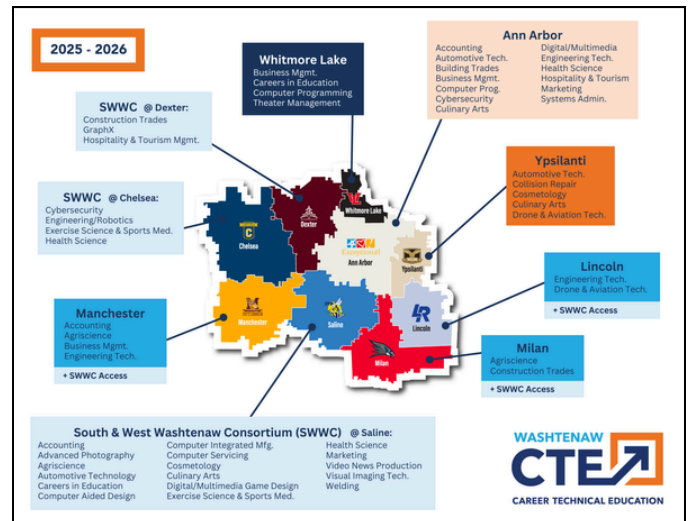 2025 - 2026
Whitmore Lake
Business Mgmt.
Careers in Education
Computer Programming
Theater Management
Ann Arbor
Accounting
Automotive Tech.
Building Trades
Business Mgmt.
Computer Prog.
Cybersecurity
Culinary Arts
Digital/Multimedia
Engineering Tech.
Health Science
Hospitality & Tourism
Marketing
Systems Admin.
SWWC @ Dexter:
Construction Trades
GraphX
Hospitality & Tourism Mgmt.
Ypsilanti
Automotive Tech.
Collision Repair
Cosmetology
Culinary Arts
Drone & Aviation Tech.
SWWC @ Chelsea:
Cybersecurity
Engineering/Robotics
Exercise Science & Sports Med.
Health Science
Whitmore Lake
Dexter
C
Chelsea
Exceptional
Ann Arbor
Ypsilanti
Lincoln
Engineering Tech.
Drone & Aviation Tech.
+ SWWC Access
Manchester
Accounting
Agriscience
Business Mgmt.
Engineering Tech.
+ SWWC Access
Manchester
Saline
LR
Lincoln
Milan
Milan
Agriscience
Construction Trades
+ SWWC Access
South & West Washtenaw Consortium (SWWC) @ Saline:
Accounting
Advanced Photography
Agriscience
Automotive Technology
Careers in Education
Computer Aided Design
Computer Integrated Mfg.
Computer Servicing
Cosmetology
Culinary Arts
Digital/Multimedia Game Design
Exercise Science & Sports Med.
Health Science
Marketing
Video News Production
Visual Imaging Tech.
Welding
WASHTENAW
CTE
CAREER TECHNICAL EDUCATION